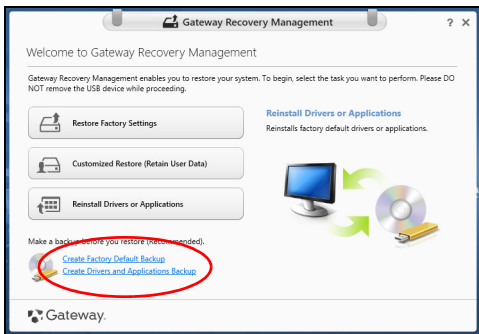 Gateway Recovery Management
? X
Welcome to Gateway Recovery Management
Gateway Recovery Management enables you to restore your system. To begin, select the task you want to perform. Please DO
NOT remove the USB device while proceeding.
Restore Factory Settings
Customized Restore (Retain User Data)
Reinstall Drivers or Applications
Reinstall Drivers or Applications
Reinstalls factory default drivers or applications.
Make a backup before you restore (Recommended).
Create Factory Default Backup
Create Drivers and Applications Backup
Gateway.